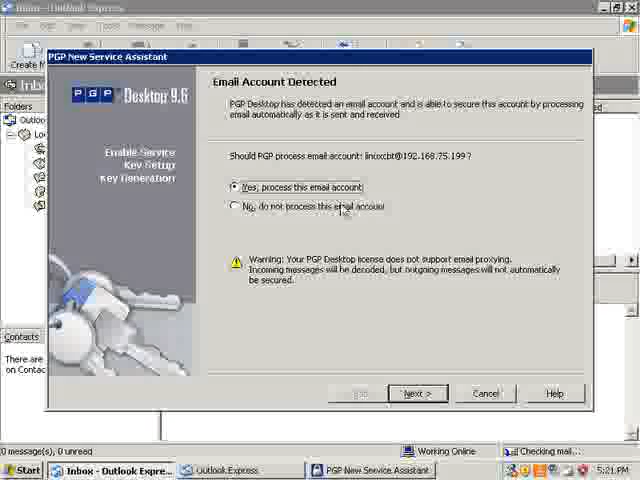 Inbox - Outlook Express
PGP New Service Assistant
Create M
Inb
Folders
Outloo
Loc
Contacts
There are
on Contac
PGP Desktop 9.6
Enable Service
Key Setup
Key Generation
Email Account Detected
PGP Desktop has detected an email account and is able to secure this account by processing
email automatically as it is sent and received
Should PGP process email account: linuxcbt@192.168.75.199?
Yes, process this email account
No, do not process this email account
Warning: Your PGP Desktop license does not support email proxying.
Incoming messages will be decoded, but outgoing messages will not automatically
be secured.
Next >
Cancel
Help
0 message(s), 0 unread
Working Online
Checking mail...
Start
Inbox - Outlook Expre...
Outlook Express
PGP New Service Assistant
5:21 PM